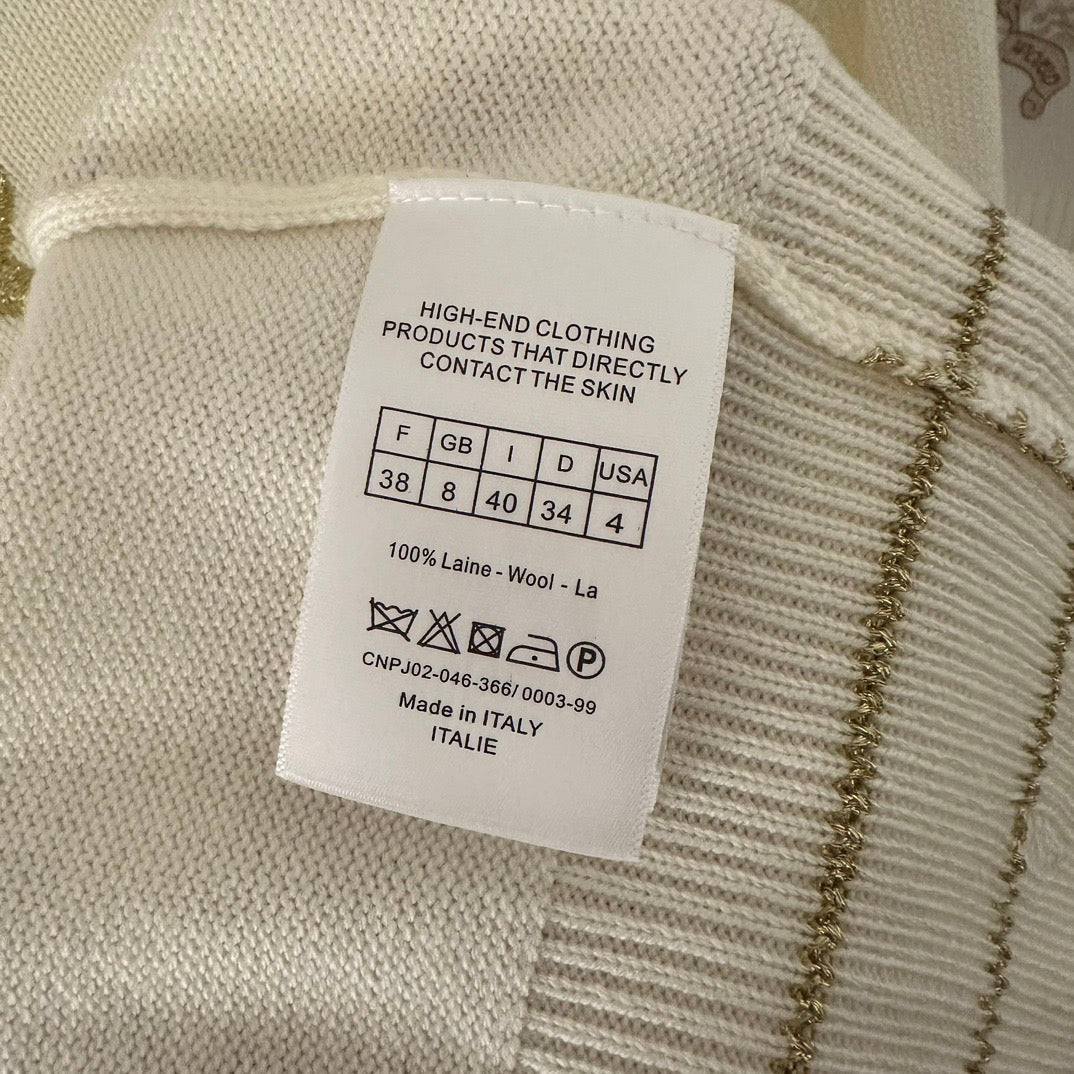 HIGH-END CLOTHING
PRODUCTS THAT DIRECTLY
CONTACT THE SKIN
F GB I D USA
38 8 40 34 4
100% Laine - Wool - La
P
CNPJ02-046-366/ 0003-99
Made in ITALY
ITALIE